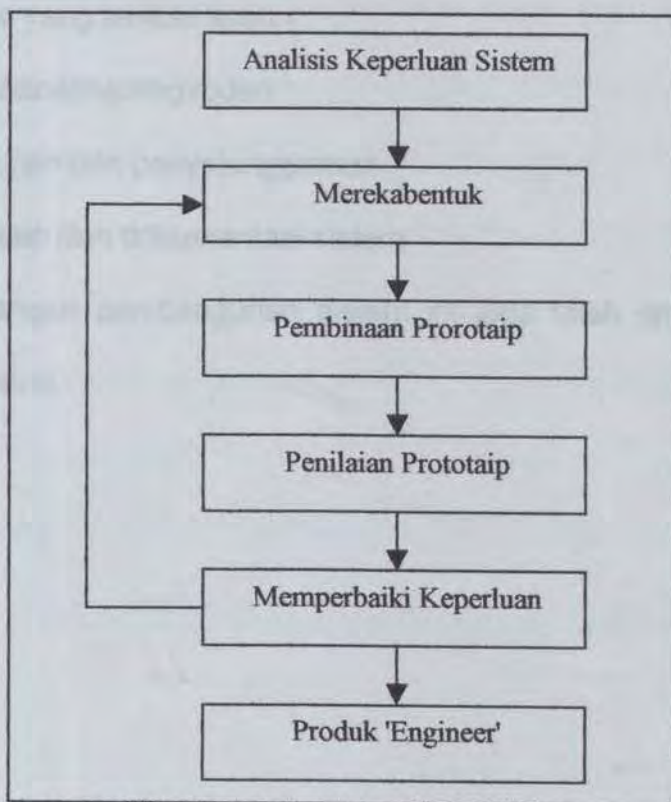 Analisis Keperluan Sistem
Merekabentuk
Pembinaan Prorotaip
Penilaian Prototaip
Memperbaiki Keperluan
Produk 'Engineer'